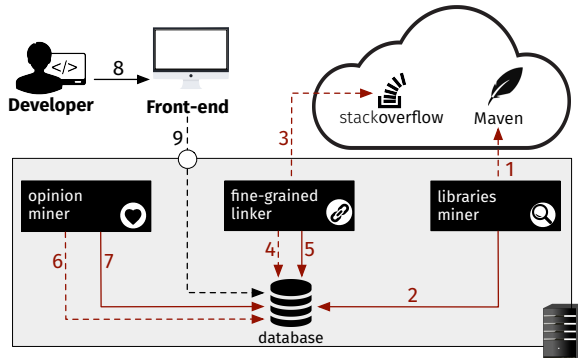 </>
8
Developer
Front-end
9
3
stackoverflow
Maven
1
opinion
miner
fine-grained
linker
libraries
miner
6
7
4
5
2
database